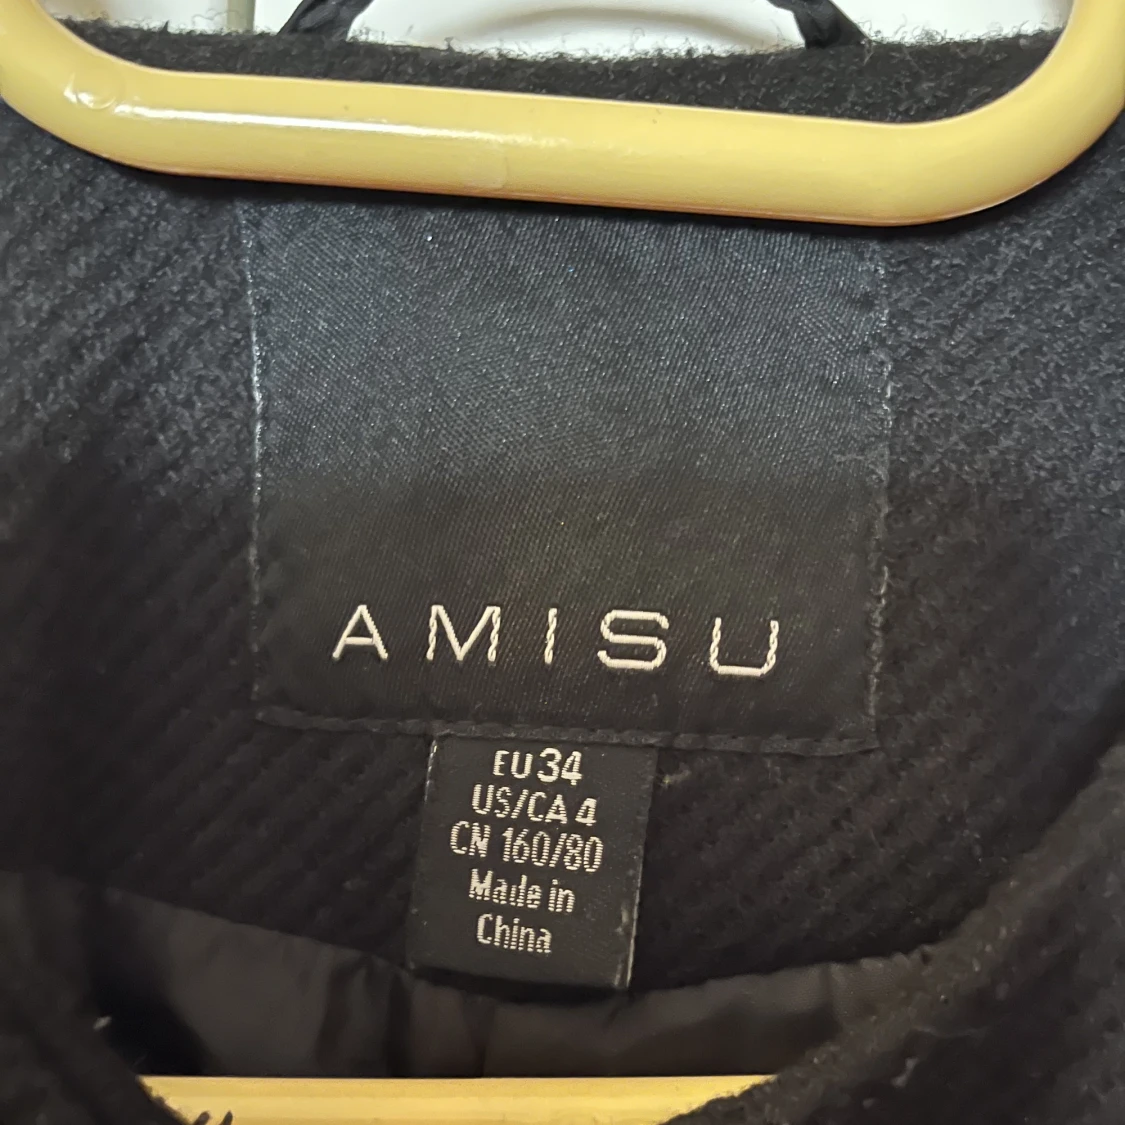 AMISU
EU 34
US/CA 4
CN 160/80
Made in
China